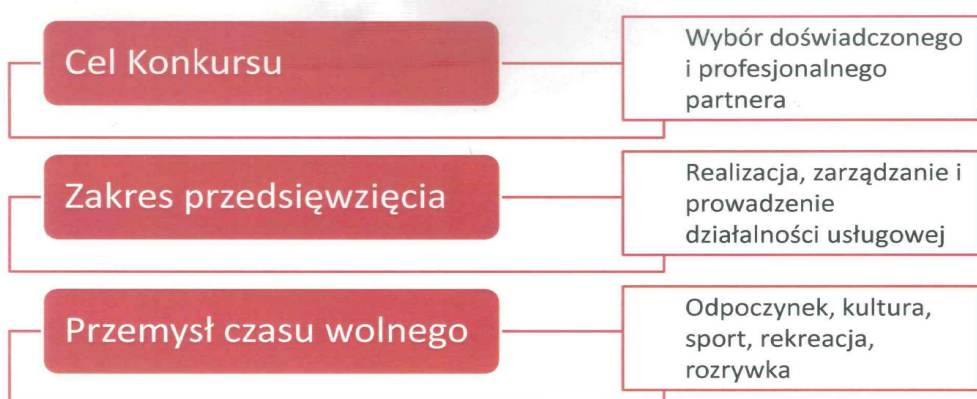 Cel Konkursu
Wybór doświadczonego
i profesjonalnego
partnera
Zakres przedsięwzięcia
Realizacja, zarządzanie i
prowadzenie
działalności usługowej
Przemysł czasu wolnego
Odpoczynek, kultura,
sport, rekreacja,
rozrywka